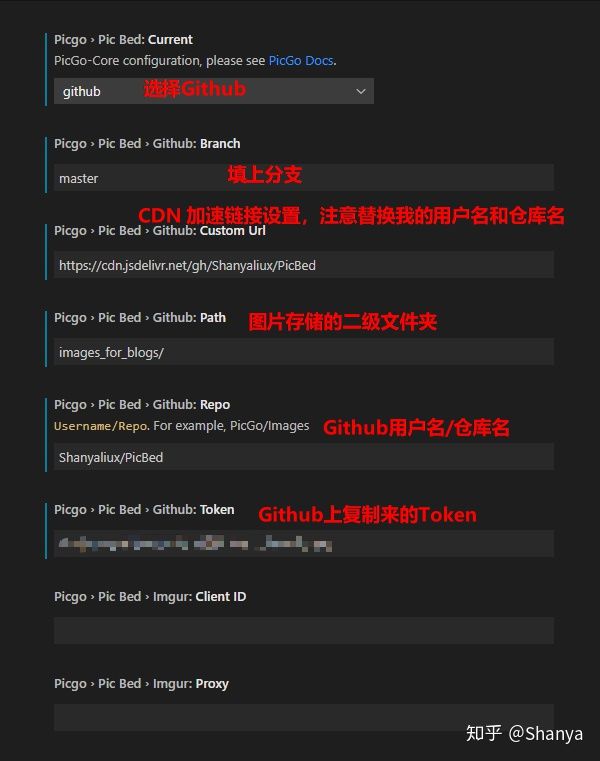 Picgo › Pic Bed: Current
PicGo-Core configuration, please see PicGo Docs.
github
选择Github
Picgo › Pic Bed › Github: Branch
master
填上分支
CDN 加速链接设置，注意替换我的用户名和仓库名
Picgo › Pic Bed › Github: Custom Url
https://cdn.jsdelivr.net/gh/Shanyaliux/PicBed
Picgo › Pic Bed › Github: Path
图片存储的二级文件夹
images_for_blogs/
Picgo › Pic Bed › Github: Repo
Username/Repo. For example, PicGo/Images
Github用户名/仓库名
Shanyaliux/PicBed
Picgo › Pic Bed › Github: Token
Github上复制来的Token
Picgo › Pic Bed › Imgur: Client ID
Picgo › Pic Bed › Imgur: Proxy
知乎 @Shanya